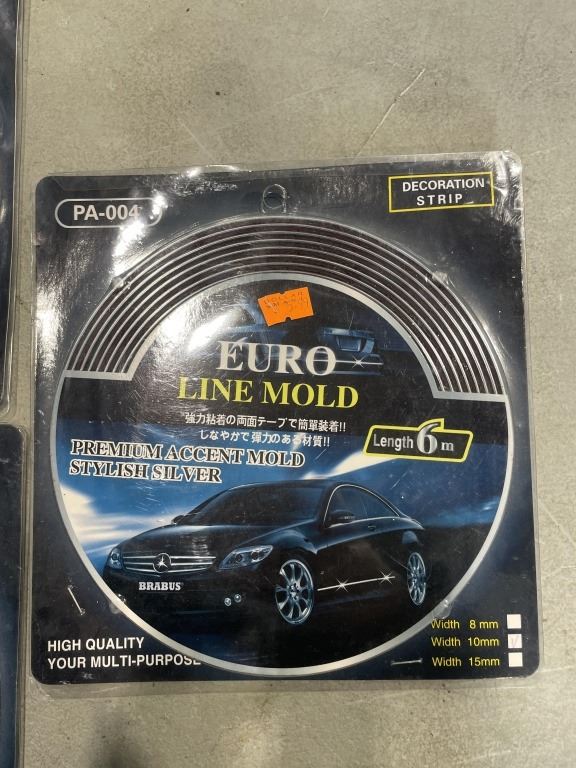 PA-004
DECORATION
STRIP
EURO
LINE MOLD
強力粘着の両面テープで簡単装着!!
しなやかで弾力のある材質!!
Length 6m
PREMIUM ACCENT MOLD
STYLISH SILVER
BRABUS
Width 8 mm
Width 10mm
Width 15mm
HIGH QUALITY
YOUR MULTI-PURPOSE